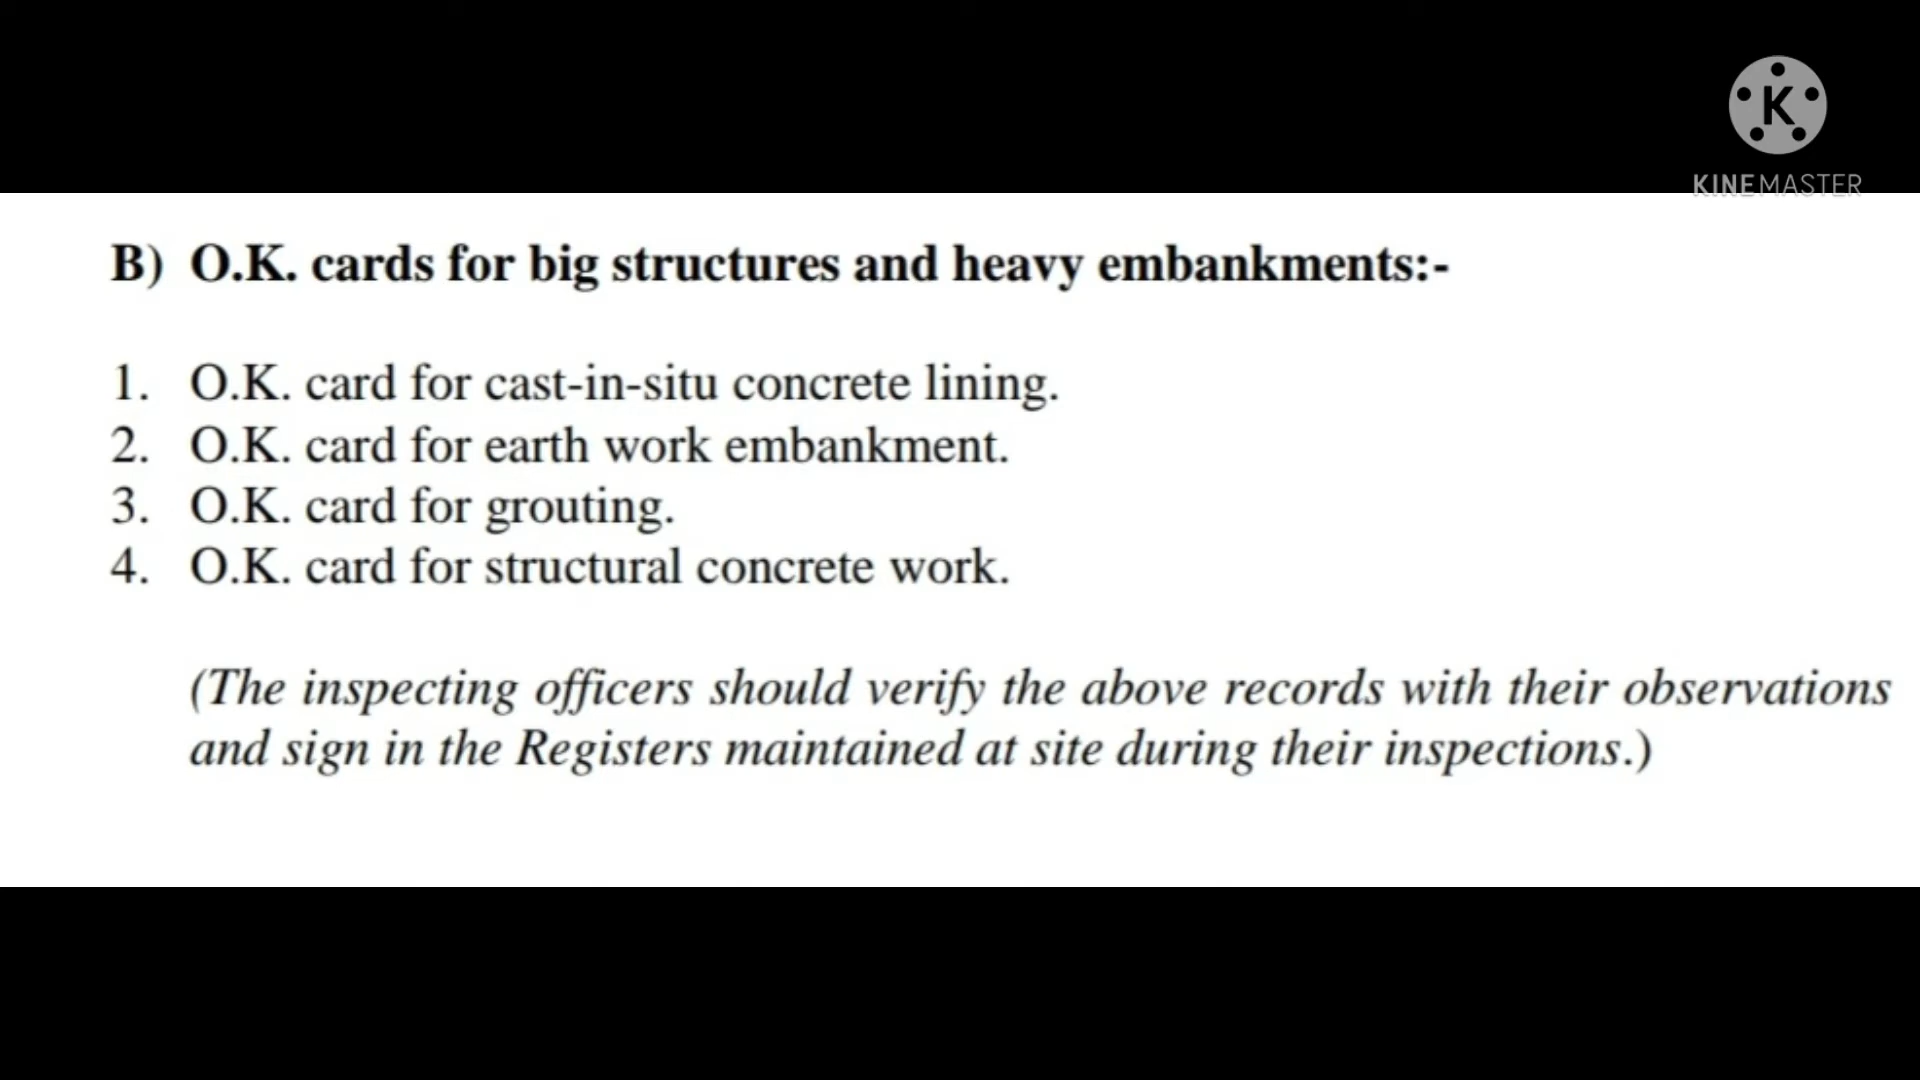 K
KINEMASTER
B) O.K. cards for big structures and heavy embankments:-
1. O.K. card for cast-in-situ concrete lining.
2. O.K. card for earth work embankment.
3. O.K. card for grouting.
4. O.K. card for structural concrete work.
(The inspecting officers should verify the above records with their observations
and sign in the Registers maintained at site during their inspections.)